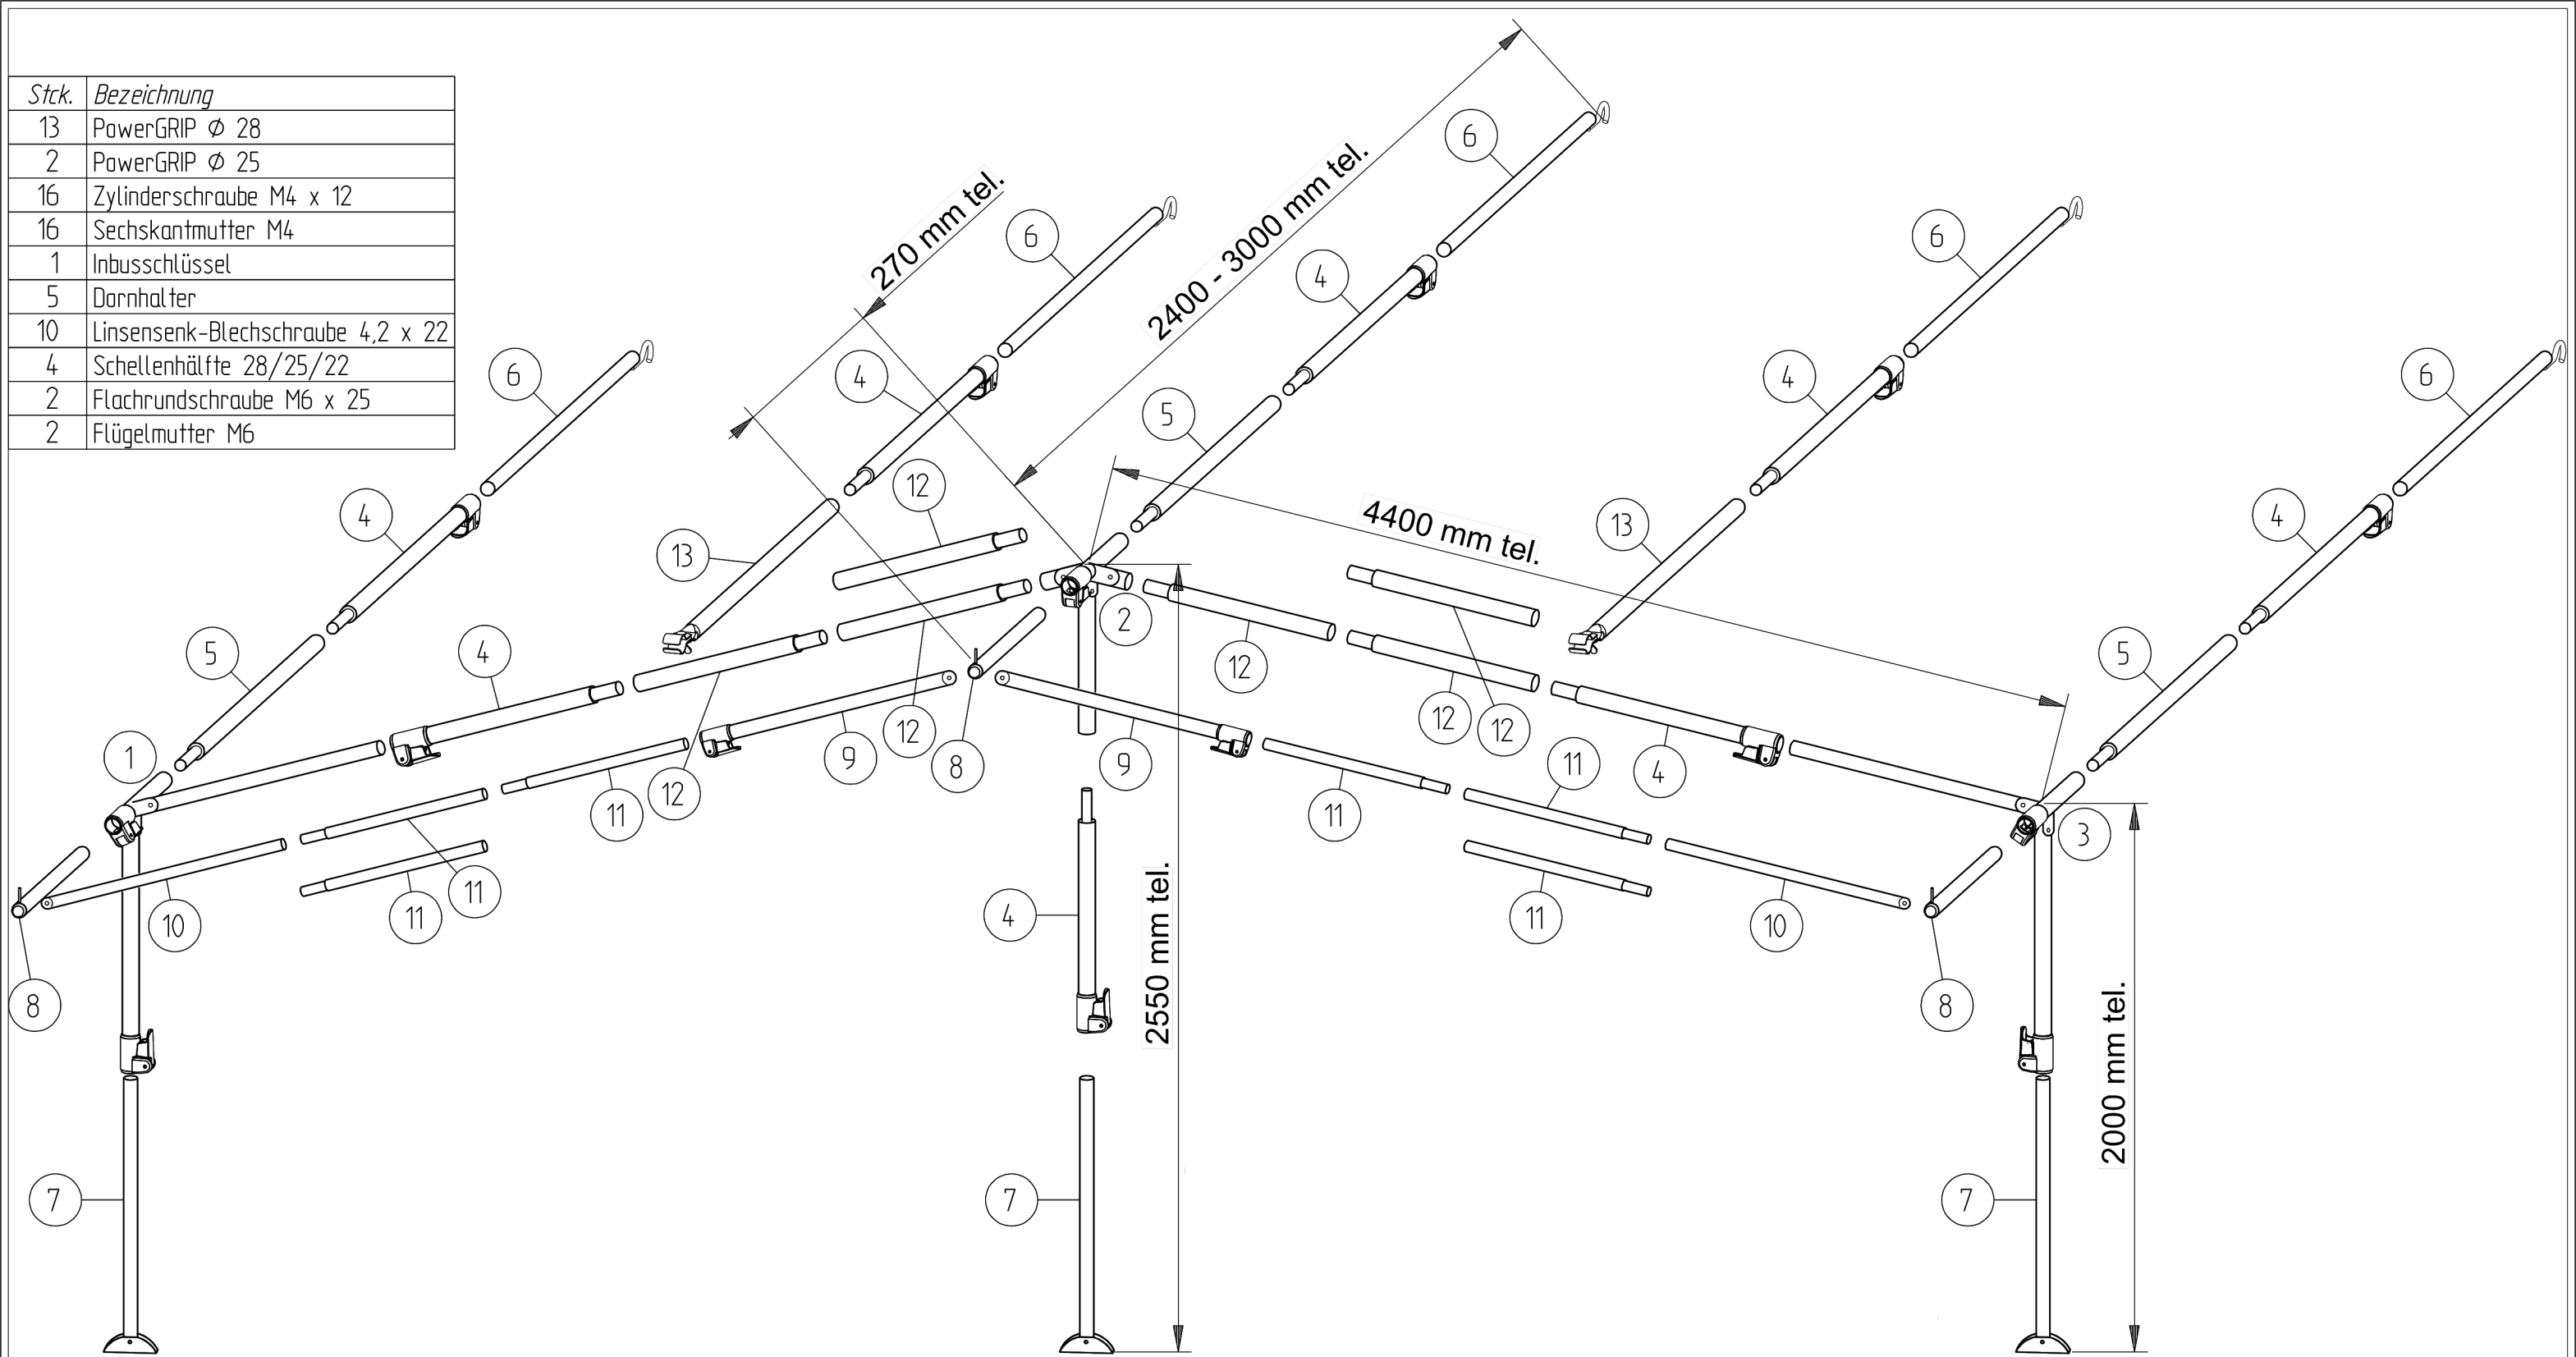 Stck. Bezeichnung
13 PowerGRIP Ø 28
2 PowerGRIP Ø 25
16 Zylinderschraube M4 x 12
16 Sechskantmutter M4
1 Inbusschlüssel
5 Dornhalter
10 Linsensenk-Blechschraube 4,2 x 22
4 Schellenhälfte 28/25/22
2 Flachrundschraube M6 x 25
2 Flügelmutter M6
270 mm tel.
2400 - 3000 mm tel.
4400 mm tel.
2550 mm tel.
2000 mm tel.
6
6
6
4
6
6
4
4
5
12
4
4
13
13
5
2
4
5
12
12
12
12
1
9
12
8
9
4
12
11
11
11
11
3
11
11
10
4
11
10
8
8
7
7
7